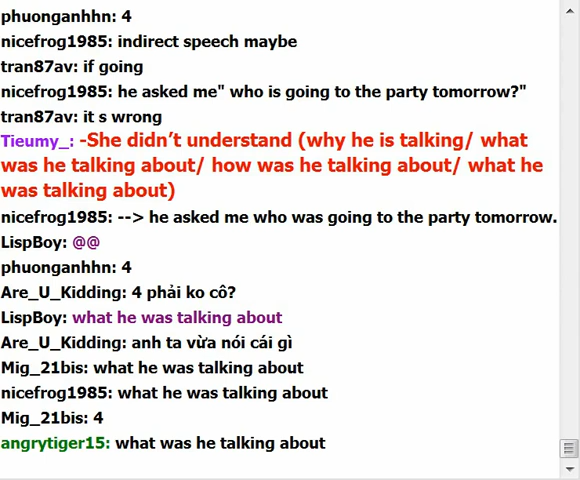 phuonganhhn: 4
nicefrog1985: indirect speech maybe
tran87av: if going
nicefrog1985: he asked me" who is going to the party tomorrow?"
tran87av: it s wrong
Tieumy_: -She didn’t understand (why he is talking/ what
was he talking about/ how was he talking about/ what he
was talking about)
nicefrog1985: --> he asked me who was going to the party tomorrow.
LispBoy: @@
phuonganhhn: 4
Are_U_Kidding: 4 phải ko cô?
LispBoy: what he was talking about
Are_U_Kidding: anh ta vừa nói cái gì
Mig_21bis: what he was talking about
nicefrog1985: what he was talking about
Mig_21bis: 4
angrytiger15: what was he talking about